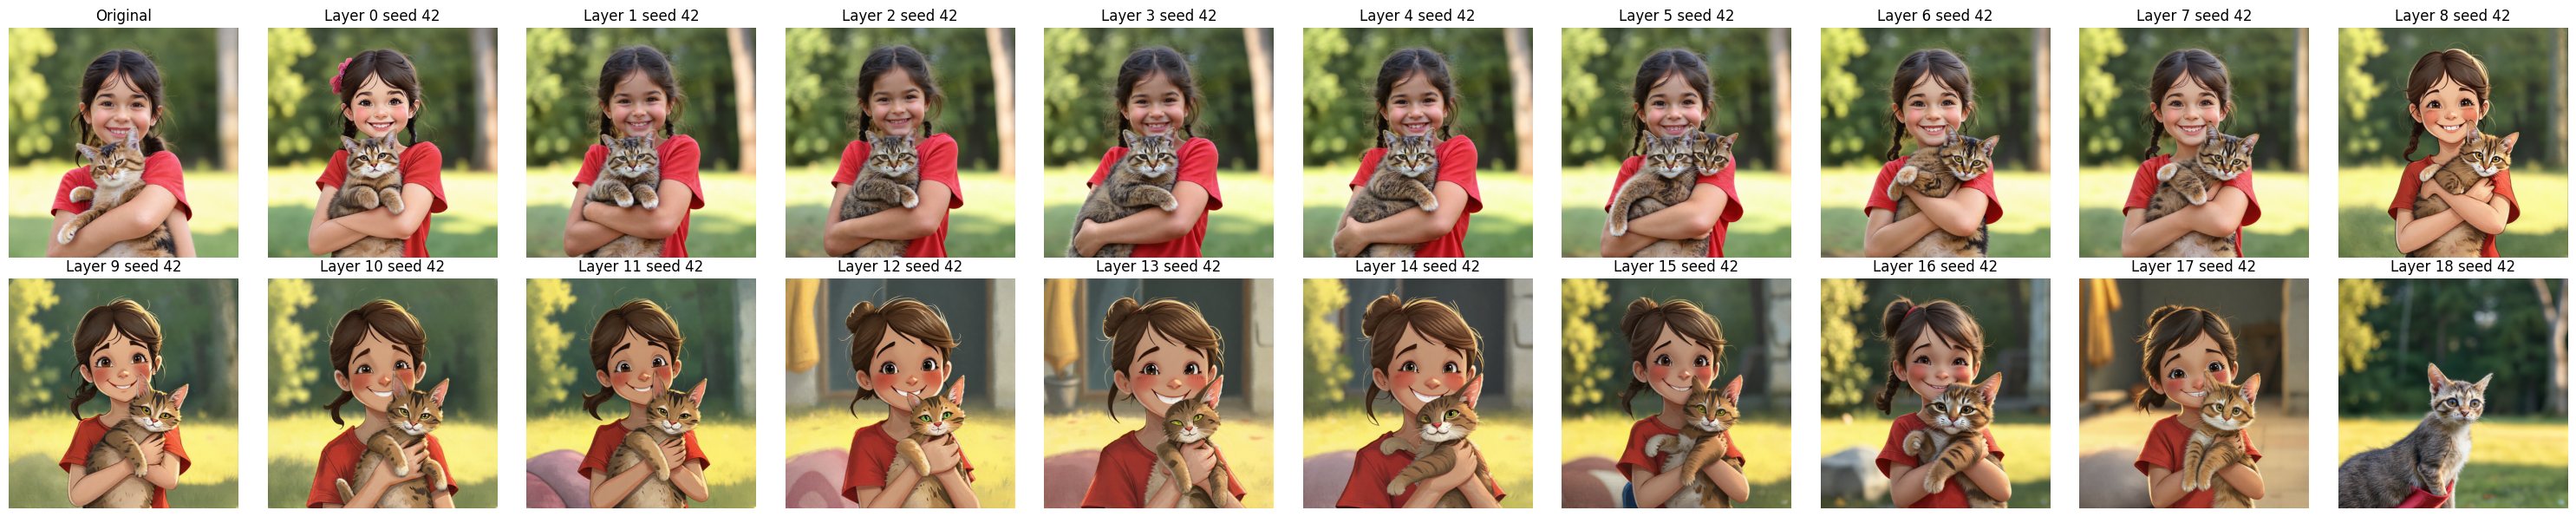 Original
Layer 0 seed 42
Layer 1 seed 42
Layer 2 seed 42
Layer 3 seed 42
Layer 4 seed 42
Layer 5 seed 42
Layer 6 seed 42
Layer 7 seed 42
Layer 8 seed 42
Layer 9 seed 42
Layer 10 seed 42
Layer 11 seed 42
Layer 12 seed 42
Layer 13 seed 42
Layer 14 seed 42
Layer 15 seed 42
Layer 16 seed 42
Layer 17 seed 42
Layer 18 seed 42